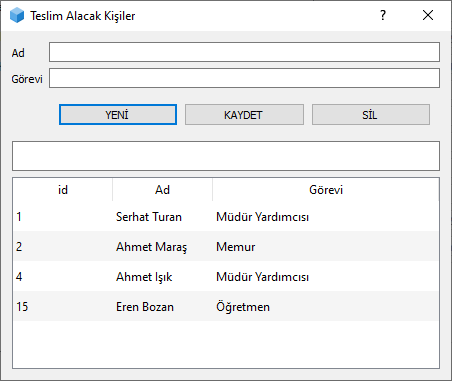 Teslim Alacak Kişiler
Ad
Görevi
YENİ KAYDET SİL
id Ad Görevi
1 Serhat Turan Müdür Yardımcısı
2 Ahmet Maraş Memur
4 Ahmet Işık Müdür Yardımcısı
15 Eren Bozan Öğretmen